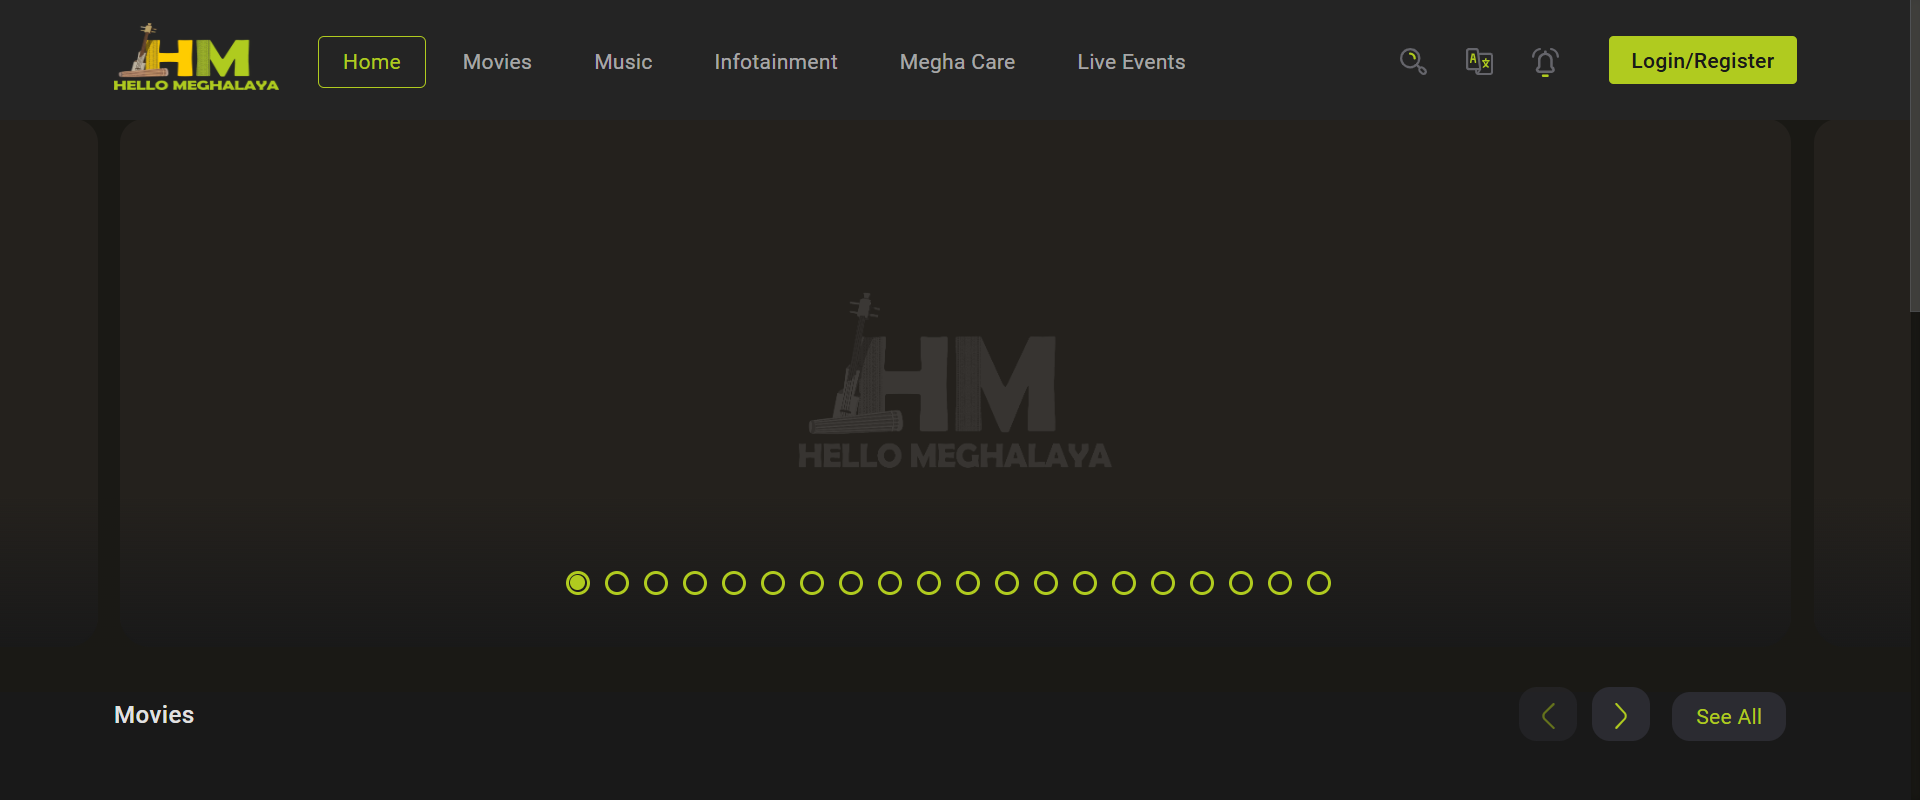 HM
HELLO MEGHALAYA
Home
Movies
Music
Infotainment
Megha Care
Live Events
A
Login/Register
HM
HELLO MEGHALAYA
Movies
See All